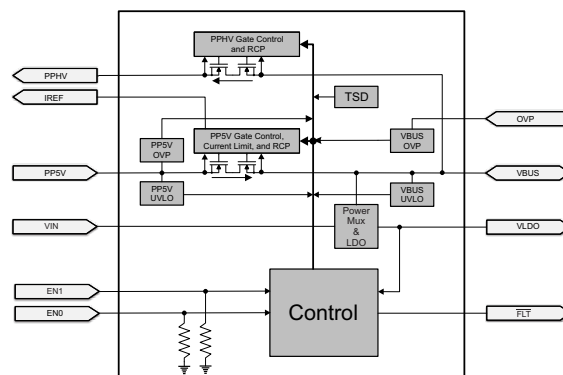 PPHV Gate Control
and RCP
PPHV
IREF
TSD
OVP
PP5V
OVP
PP5V Gate Control,
Current Limit, and RCP
VBUS
OVP
PP5V
VBUS
PP5V
UVLO
VBUS
UVLO
VIN
Power
Mux
&
LDO
VLDO
EN1
EN0
Control
FLT